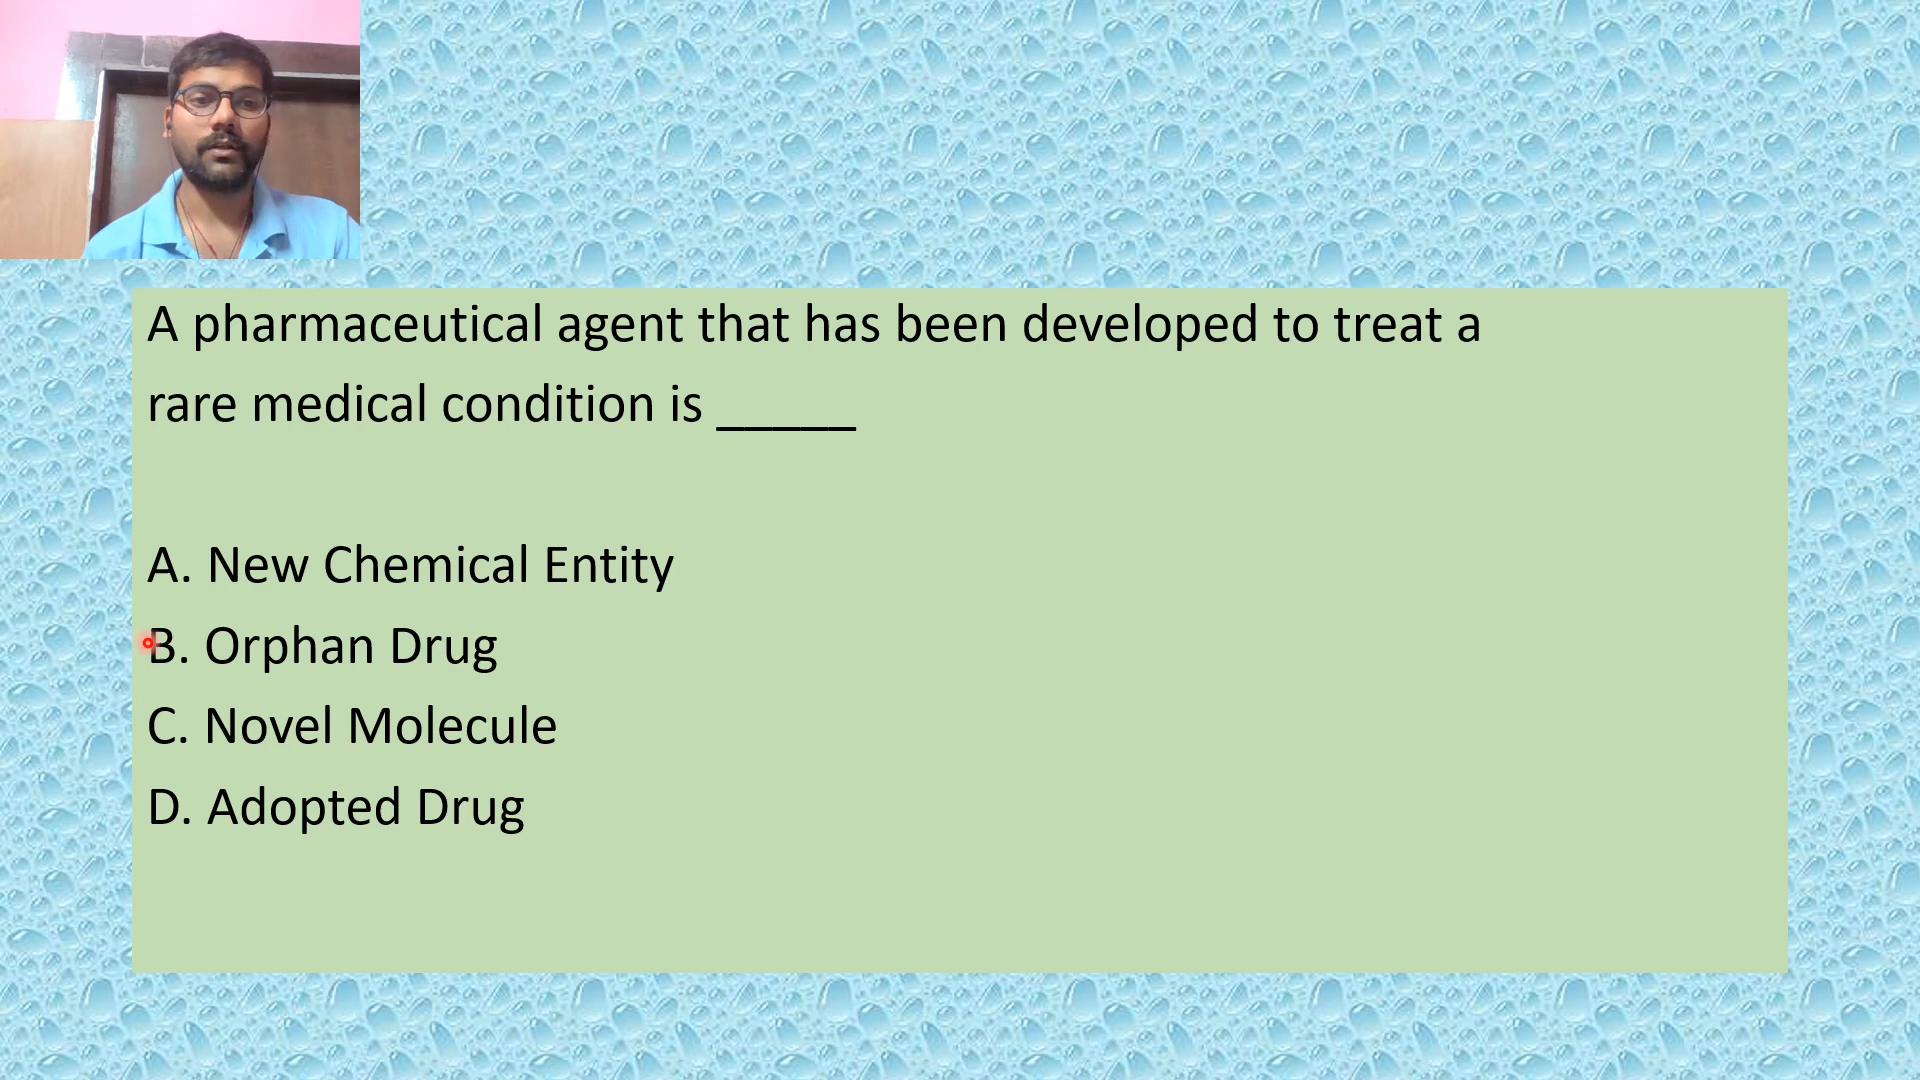 A pharmaceutical agent that has been developed to treat a
rare medical condition is _____
A. New Chemical Entity
B. Orphan Drug
C. Novel Molecule
D. Adopted Drug